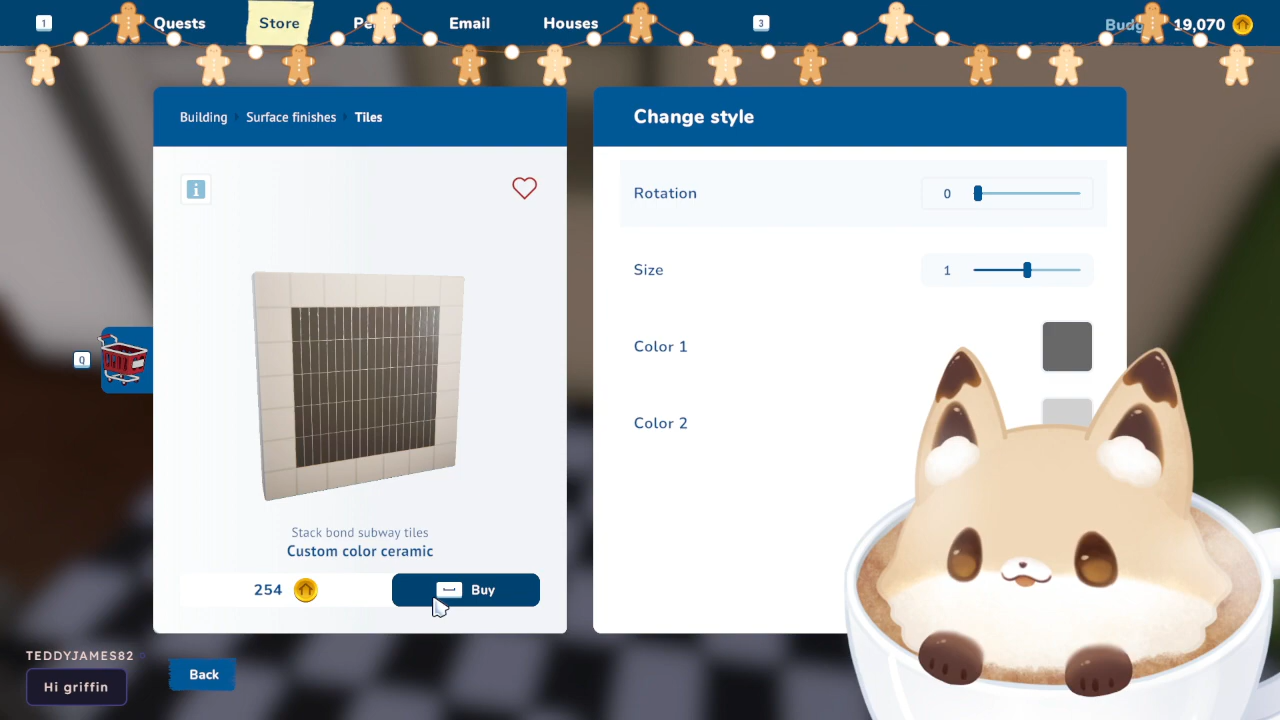 1
Quests
Store
Email
Houses
3
19,070
Building
Surface finishes
Tiles
Change style
i
Rotation
0
Size
1
Color 1
Color 2
Q
Stack bond subway tiles
Custom color ceramic
254
Buy
TEDDYJAMES82
Hi griffin
Back